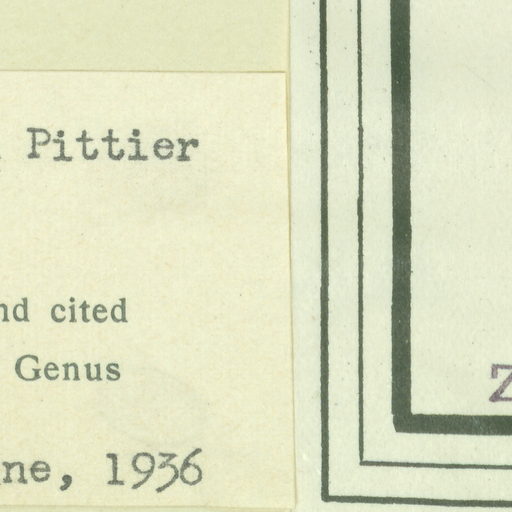 Pittier
nd cited
Genus
ne, 1936
Z